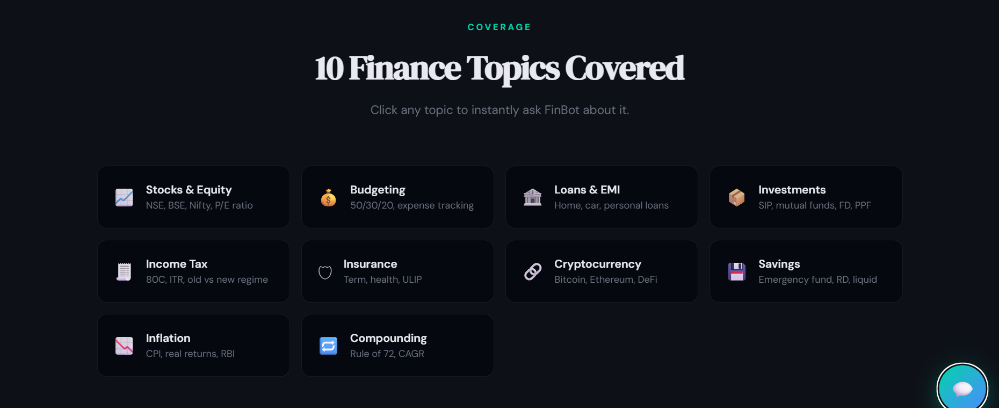 COVERAGE
10 Finance Topics Covered
Click any topic to instantly ask FinBot about it.
Stocks & Equity
NSE, BSE, Nifty, P/E ratio
Budgeting
50/30/20, expense tracking
Loans & EMI
Home, car, personal loans
Investments
SIP, mutual funds, FD, PPF
Income Tax
80C, ITR, old vs new regime
Insurance
Term, health, ULIP
Cryptocurrency
Bitcoin, Ethereum, DeFi
Savings
Emergency fund, RD, liquid
Inflation
CPI, real returns, RBI
Compounding
Rule of 72, CAGR